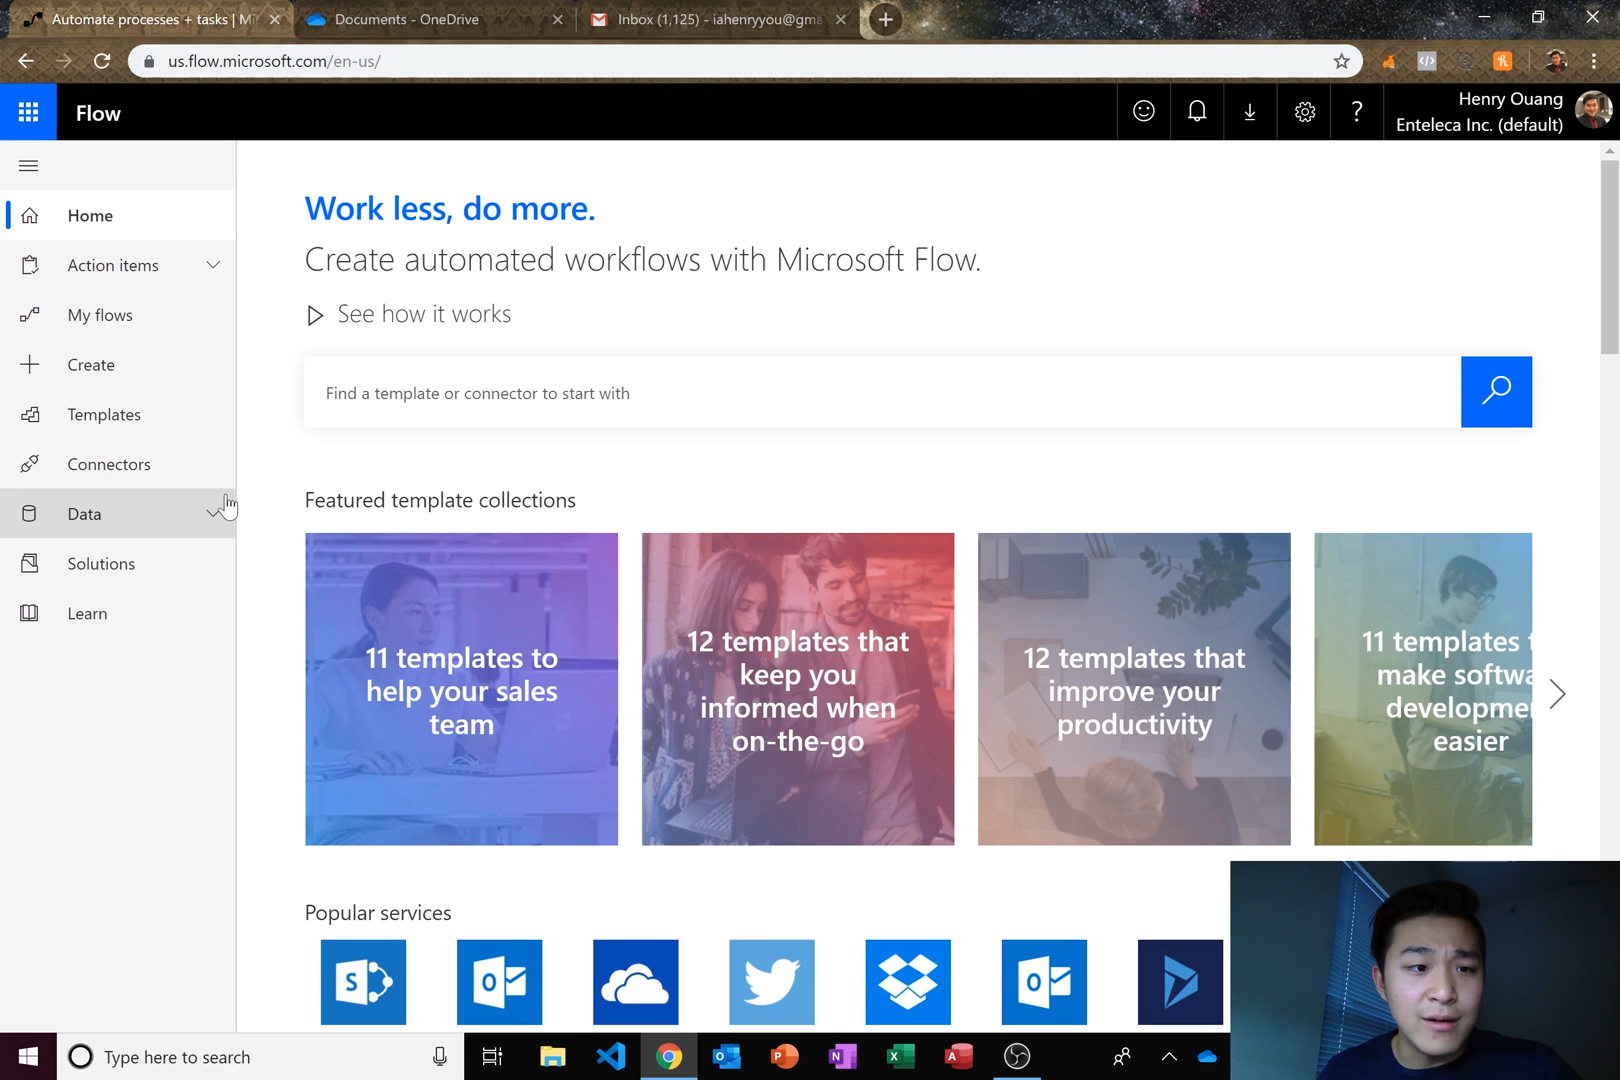 Automate processes + tasks | Mi
Documents - OneDrive
Inbox (1,125) - iahenryyou@gma
us.flow.microsoft.com/en-us/
Flow
Henry Ouang
Enteleca Inc. (default)
Home
Action items
My flows
Create
Templates
Connectors
Data
Solutions
Learn
Work less, do more.
Create automated workflows with Microsoft Flow.
See how it works
Find a template or connector to start with
Featured template collections
11 templates to
help your sales
team
12 templates that
keep you
informed when
on-the-go
12 templates that
improve your
productivity
11 templates t
make softwa
developmen
easier
Popular services
Type here to search